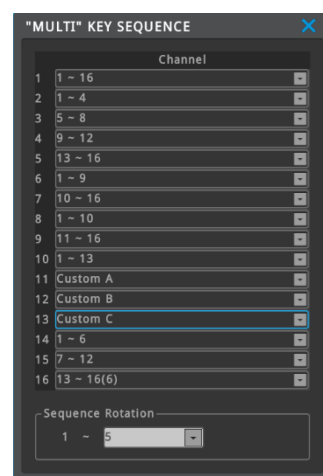 "MULTI" KEY SEQUENCE
Channel
1 1 ~ 16
2 1 ~ 4
3 5 ~ 8
4 9 ~ 12
5 13 ~ 16
6 1 ~ 9
7 10 ~ 16
8 1 ~ 10
9 11 ~ 16
10 1 ~ 13
11 Custom A
12 Custom B
13 Custom C
14 1 ~ 6
15 7 ~ 12
16 13 ~ 16(6)
Sequence Rotation
1 ~ 5